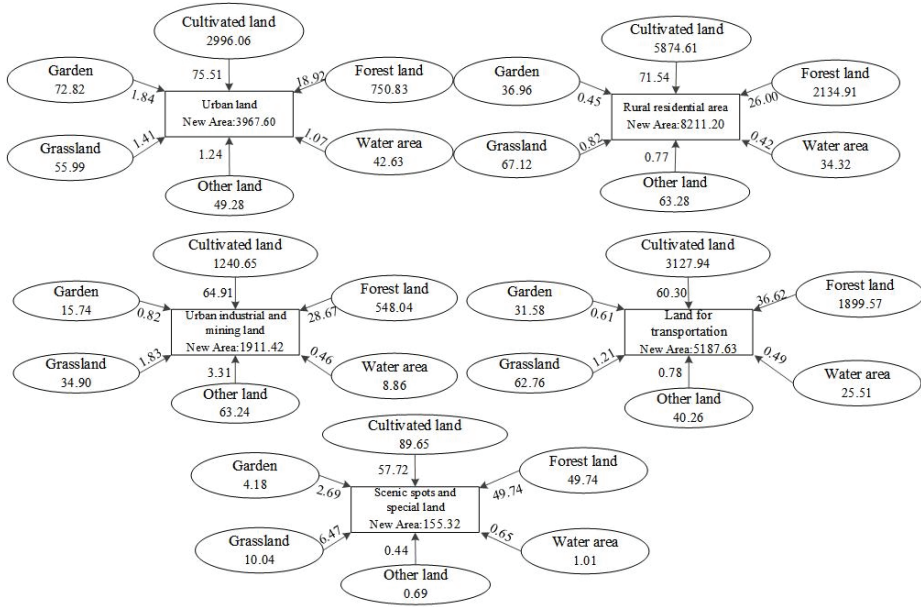 Cultivated land
2996.06
75.51
Garden
72.82
1.84
18.92
Forest land
750.83
Urban land
New Area:3967.60
Grassland
55.99
1.41
1.24
1.07
Water area
42.63
Other land
49.28
Cultivated land
5874.61
71.54
Garden
36.96
0.45
26.00
Forest land
2134.91
Rural residential area
New Area:8211.20
Grassland
67.12
0.82
0.77
0.42
Water area
34.32
Other land
63.28
Cultivated land
1240.65
64.91
Garden
15.74
0.82
28.67
Forest land
548.04
Urban industrial and
mining land
New Area:1911.42
Grassland
34.90
1.83
3.31
0.46
Water area
8.86
Other land
63.24
Cultivated land
3127.94
60.30
Garden
31.58
0.61
36.62
Forest land
1899.57
Land for
transportation
New Area:5187.63
Grassland
62.76
1.21
0.78
0.49
Water area
25.51
Other land
40.26
Cultivated land
89.65
57.72
Garden
4.18
2.69
49.74
Forest land
49.74
Scenic spots and
special land
New Area:155.32
Grassland
10.04
6.47
0.44
0.65
Water area
1.01
Other land
0.69